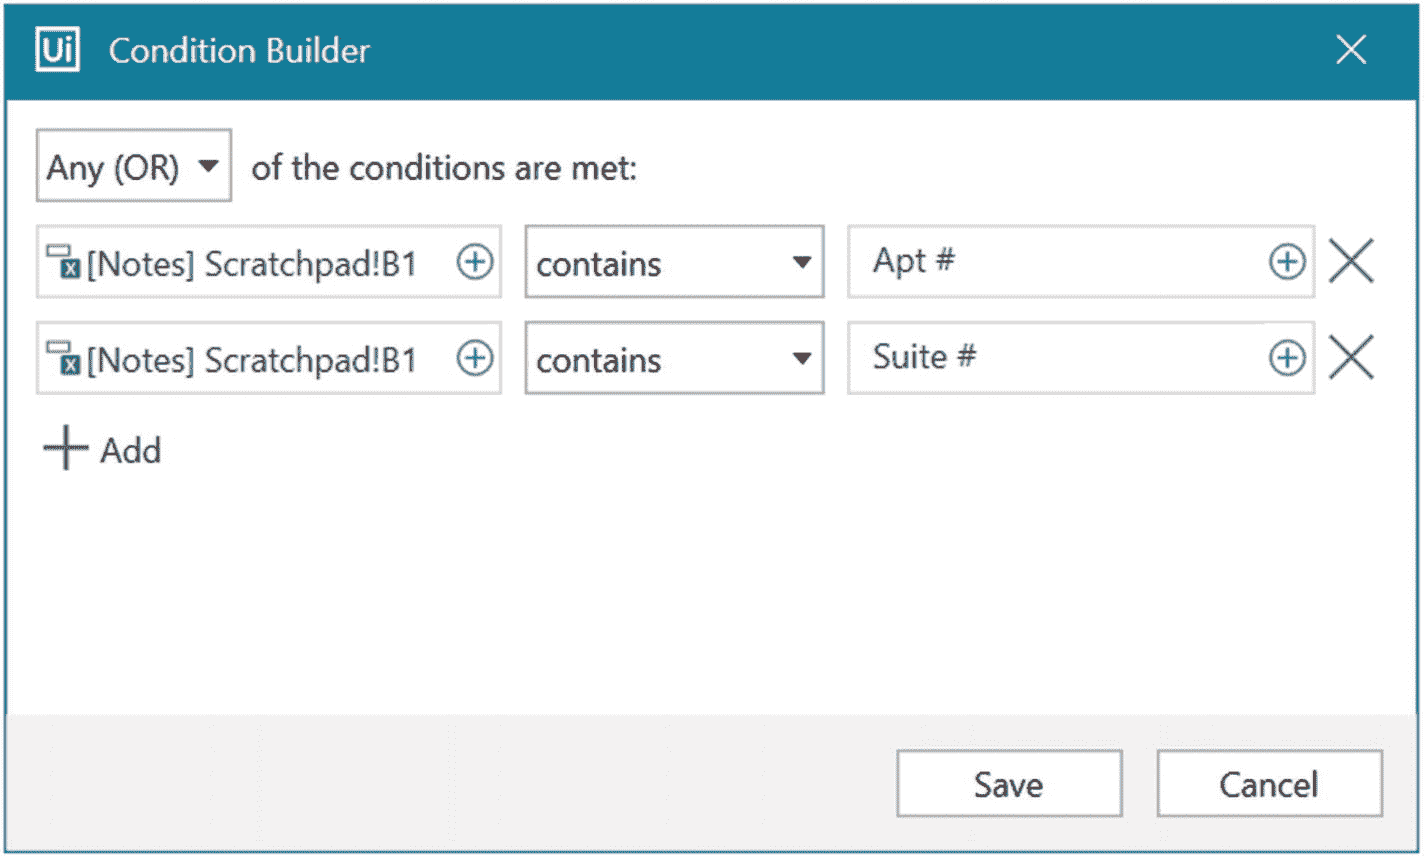 Ui Condition Builder
Any (OR) of the conditions are met:
x [Notes] Scratchpad!B1 contains Apt #
x [Notes] Scratchpad!B1 contains Suite #
Add
Save Cancel